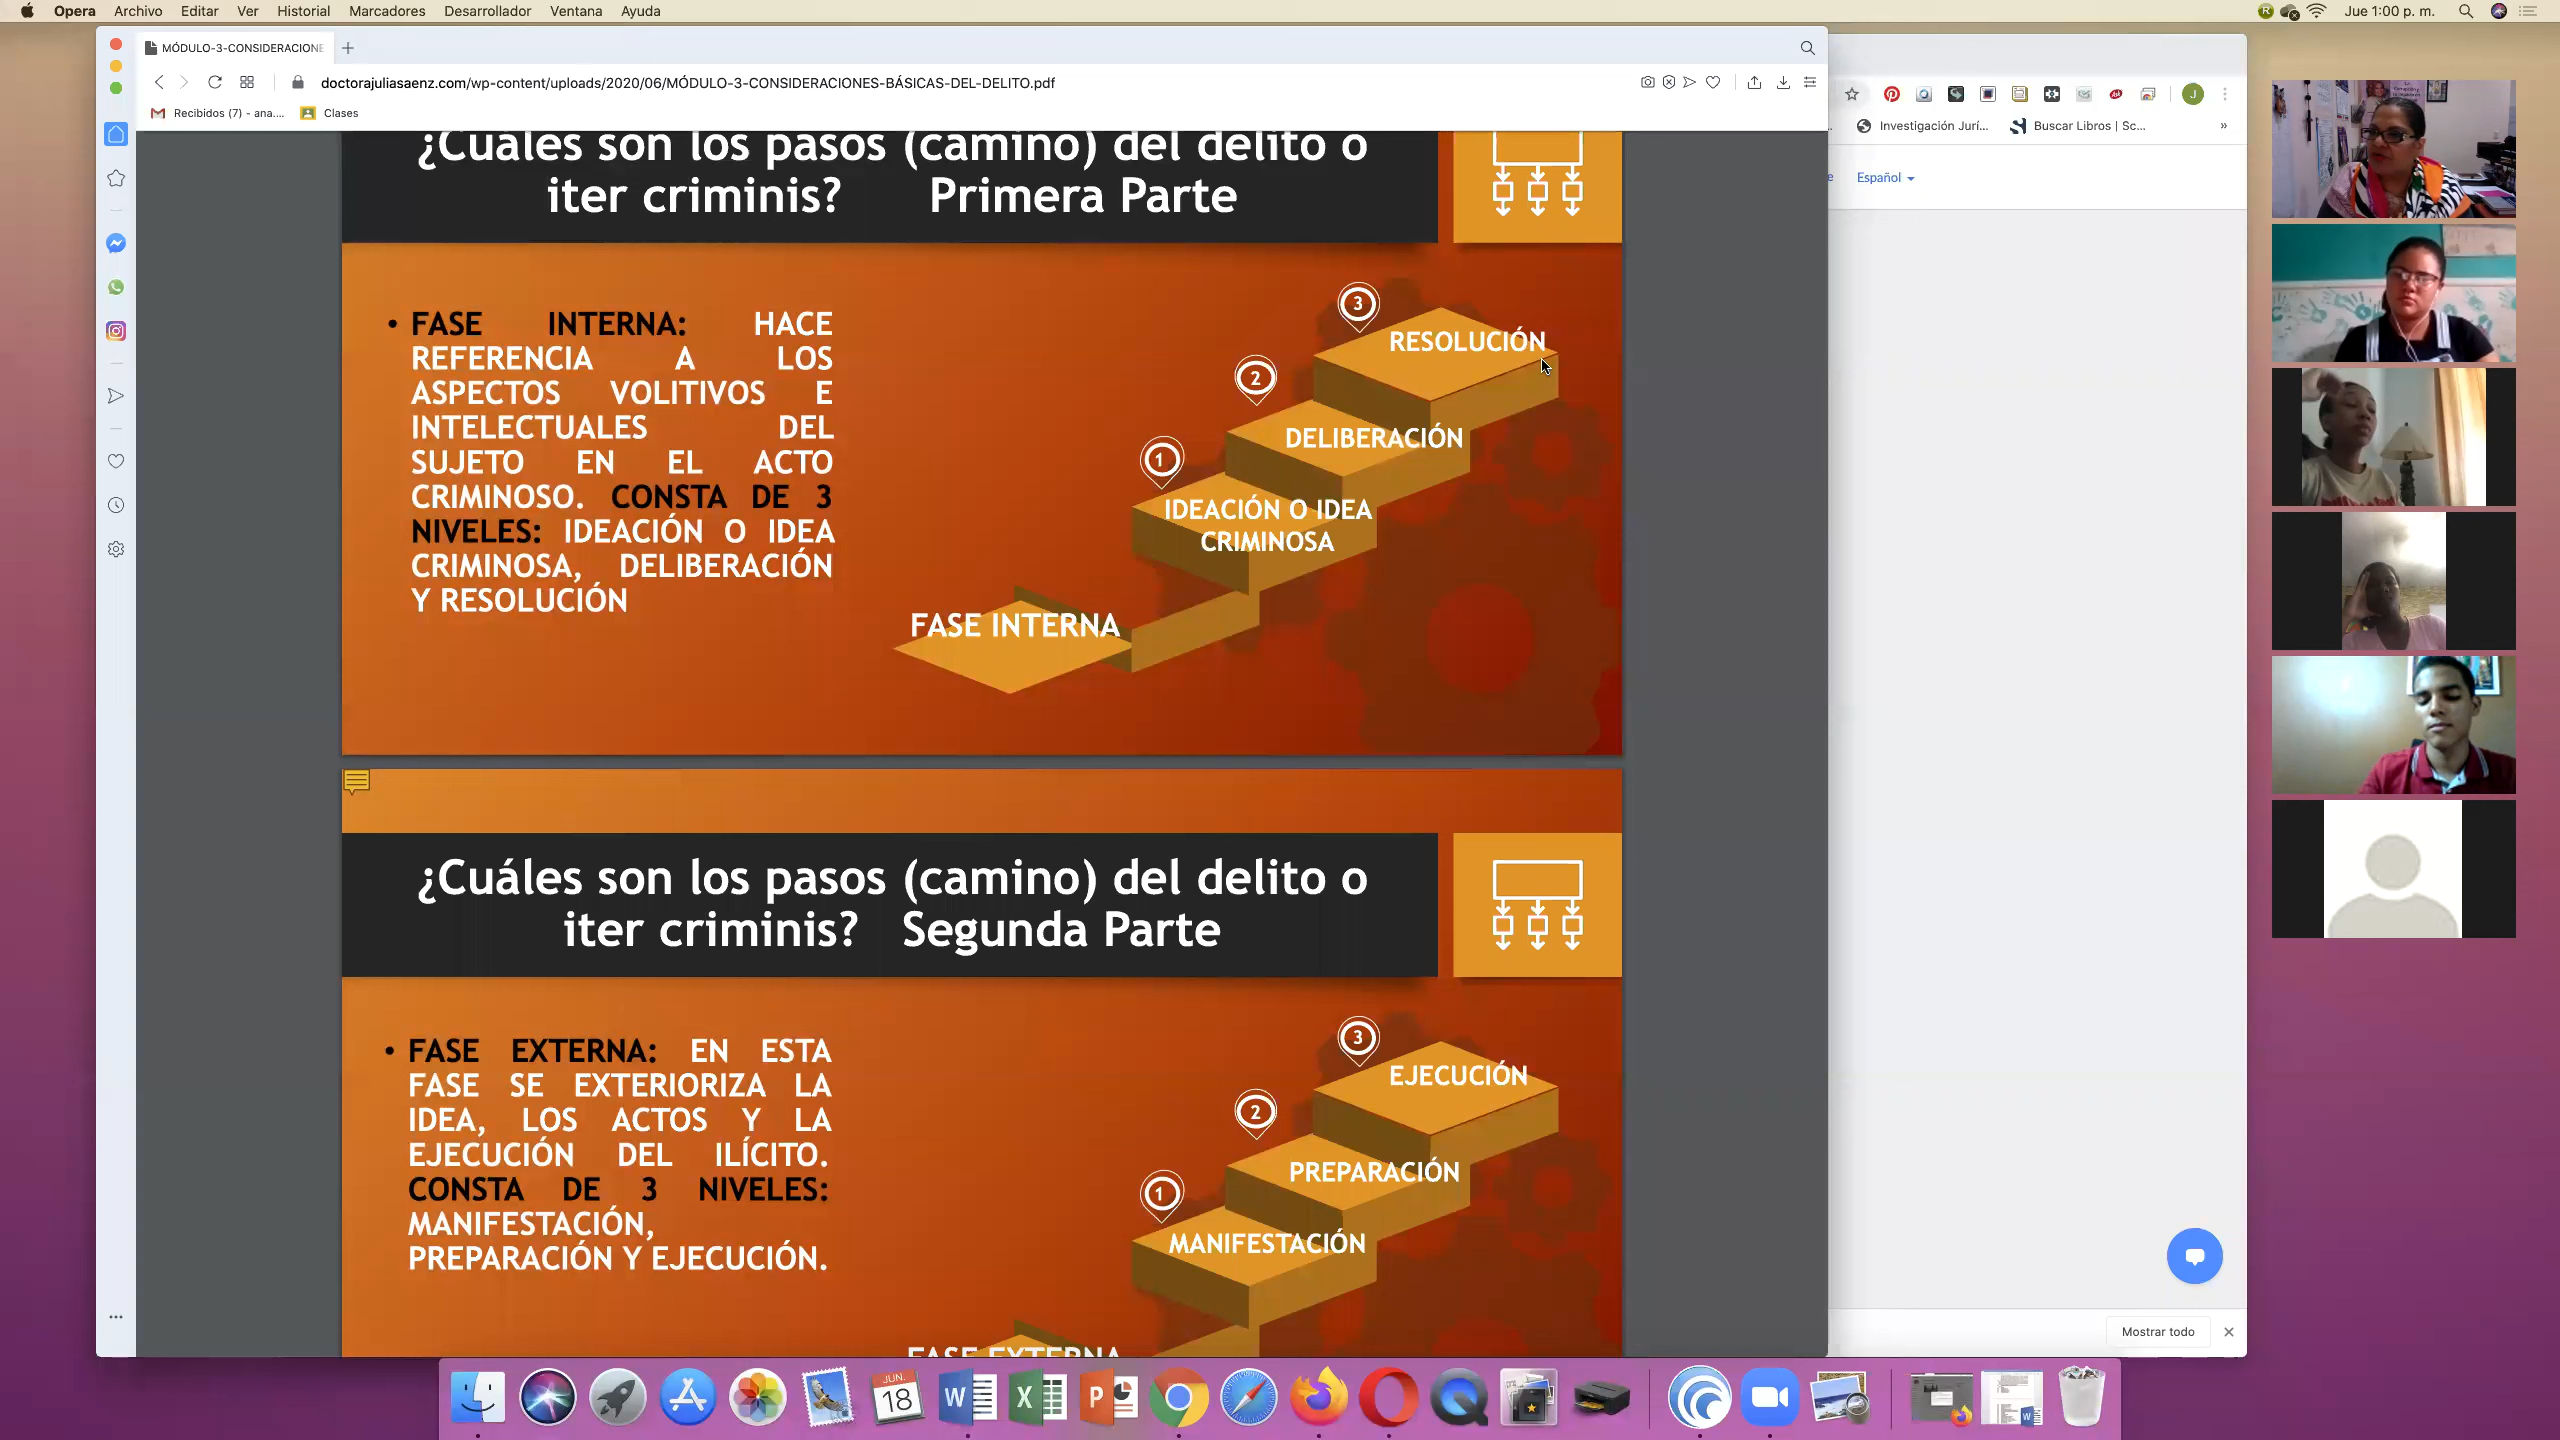 Opera Archivo Editar Ver Historial Marcadores Desarrollador Ventana Ayuda
Jue 1:00 p. m.
MÓDULO-3-CONSIDERACIONE
doctorajuliasaenz.com/wp-content/uploads/2020/06/MÓDULO-3-CONSIDERACIONES-BÁSICAS-DEL-DELITO.pdf
Recibidos (7) - ana.... Clases
J
Investigación Jurí... Buscar Libros | Sc... »
Español
¿Cuáles son los pasos (camino) del delito o
iter criminis? Primera Parte
• FASE INTERNA: HACE
REFERENCIA A LOS
ASPECTOS VOLITIVOS E
INTELECTUALES DEL
SUJETO EN EL ACTO
CRIMINOSO. CONSTA DE 3
NIVELES: IDEACIÓN O IDEA
CRIMINOSA, DELIBERACIÓN
Y RESOLUCIÓN
3
RESOLUCIÓN
2
DELIBERACIÓN
1
IDEACIÓN O IDEA
CRIMINOSA
FASE INTERNA
¿Cuáles son los pasos (camino) del delito o
iter criminis? Segunda Parte
• FASE EXTERNA: EN ESTA
FASE SE EXTERIORIZA LA
IDEA, LOS ACTOS Y LA
EJECUCIÓN DEL ILÍCITO.
CONSTA DE 3 NIVELES:
MANIFESTACIÓN,
PREPARACIÓN Y EJECUCIÓN.
3
EJECUCIÓN
2
PREPARACIÓN
1
MANIFESTACIÓN
FASE EXTERNA
Mostrar todo
JUN.
18